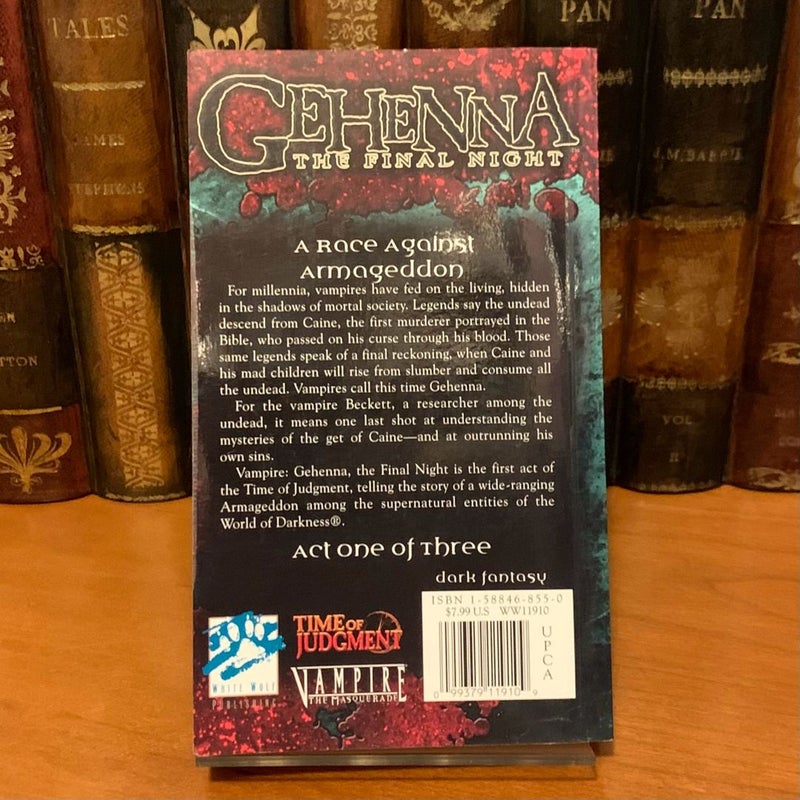 TALES
JAMES
STEPHENS
TTON
PAN
PAN
J.M. BARRIE
VOL
II
GEHENNA
THE FINAL NIGHT
A Race Against
Armageddon
For millennia, vampires have fed on the living, hidden
in the shadows of mortal society. Legends say the undead
descend from Caine, the first murderer portrayed in the
Bible, who passed on his curse through his blood. Those
same legends speak of a final reckoning, when Caine and
his mad children will rise from slumber and consume all
the undead. Vampires call this time Gehenna.
For the vampire Beckett, a researcher among the
undead, it means one last shot at understanding the
mysteries of the get of Caine—and at outrunning his
own sins.
Vampire: Gehenna, the Final Night is the first act of
the Time of Judgment, telling the story of a wide-ranging
Armageddon among the supernatural entities of the
World of Darkness®.
Act One of Three
dark fantasy
ISBN 1-58846-855-0
$7.99 U.S WW11910
UPCA
0 99379 11910 9
WHITE WOLF
PUBLISHING
TIME OF
JUDGMENT
VAMPIRE
THE MASQUERADE